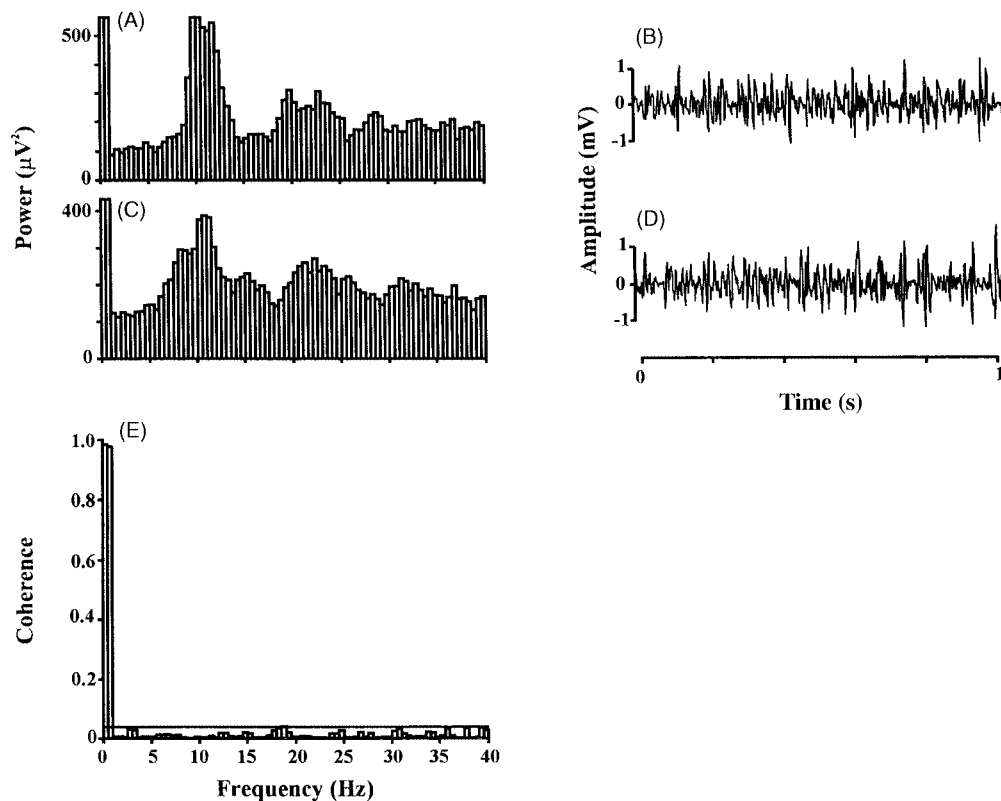 (A)
500
0
Power (µV²)
(C)
400
0
(B)
1
0
-1
Amplitude (mV)
(D)
1
0
-1
0
1
Time (s)
(E)
1.0
0.8
0.6
0.4
0.2
0
Coherence
0 5 10 15 20 25 30 35 40
Frequency (Hz)